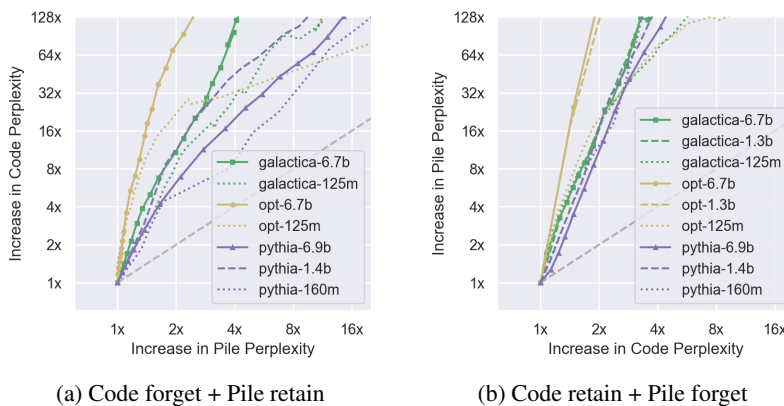 128x
64x
32x
16x
8x
4x
2x
1x
Increase in Code Perplexity
galactica-6.7b
galactica-125m
opt-6.7b
opt-125m
pythia-6.9b
pythia-1.4b
pythia-160m
1x 2x 4x 8x 16x
Increase in Pile Perplexity
(a) Code forget + Pile retain
128x
64x
32x
16x
8x
4x
2x
1x
Increase in Pile Perplexity
galactica-6.7b
galactica-1.3b
galactica-125m
opt-6.7b
opt-1.3b
opt-125m
pythia-6.9b
pythia-1.4b
pythia-160m
1x 2x 4x 8x 16x
Increase in Code Perplexity
(b) Code retain + Pile forget